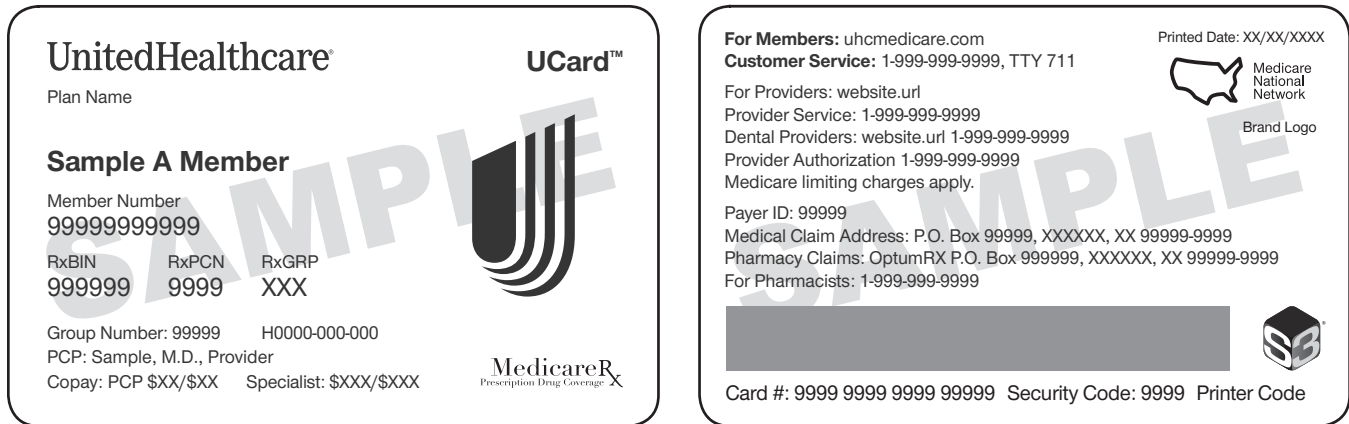 UnitedHealthcare®
UCard™
Plan Name
Sample A Member
Member Number
99999999999
RxBIN RxPCN RxGRP
999999 9999 XXX
Group Number: 99999 H0000-000-000
PCP: Sample, M.D., Provider
Copay: PCP $XX/$XX Specialist: $XXX/$XXX
MedicareRx
Prescription Drug Coverage
SAMPLE
For Members: uhcmedicare.com
Customer Service: 1-999-999-9999, TTY 711
Printed Date: XX/XX/XXXX
Medicare
National
Network
Brand Logo
For Providers: website.url
Provider Service: 1-999-999-9999
Dental Providers: website.url 1-999-999-9999
Provider Authorization 1-999-999-9999
Medicare limiting charges apply.
Payer ID: 99999
Medical Claim Address: P.O. Box 99999, XXXXXX, XX 99999-9999
Pharmacy Claims: OptumRX P.O. Box 999999, XXXXXX, XX 99999-9999
For Pharmacists: 1-999-999-9999
S3®
Card #: 9999 9999 9999 99999 Security Code: 9999 Printer Code
SAMPLE